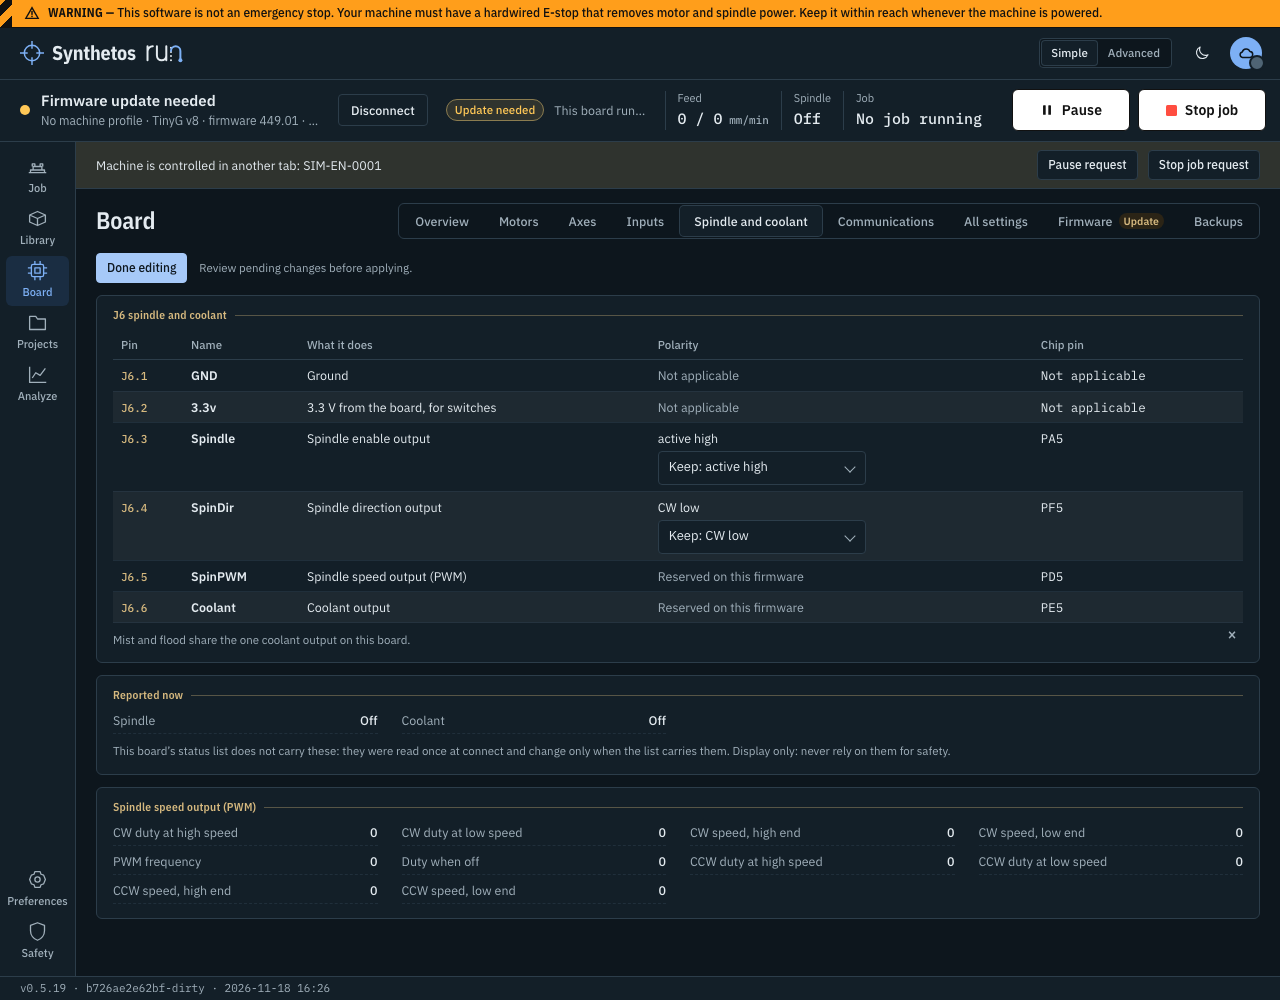 WARNING — This software is not an emergency stop. Your machine must have a hardwired E-stop that removes motor and spindle power. Keep it within reach whenever the machine is powered.
Synthetos run
Simple Advanced
Firmware update needed
No machine profile · TinyG v8 · firmware 449.01 · ...
Disconnect
Update needed
This board run...
Feed
0 / 0 mm/min
Spindle
Off
Job
No job running
Pause
Stop job
Job
Library
Board
Projects
Analyze
Preferences
Safety
Machine is controlled in another tab: SIM-EN-0001
Pause request
Stop job request
Board
Overview Motors Axes Inputs Spindle and coolant Communications All settings Firmware Update Backups
Done editing
Review pending changes before applying.
J6 spindle and coolant
Pin Name What it does Polarity Chip pin
J6.1 GND Ground Not applicable Not applicable
J6.2 3.3v 3.3 V from the board, for switches Not applicable Not applicable
J6.3 Spindle Spindle enable output active high PA5
Keep: active high
J6.4 SpinDir Spindle direction output CW low PF5
Keep: CW low
J6.5 SpinPWM Spindle speed output (PWM) Reserved on this firmware PD5
J6.6 Coolant Coolant output Reserved on this firmware PE5
Mist and flood share the one coolant output on this board. ×
Reported now
Spindle Off Coolant Off
This board's status list does not carry these: they were read once at connect and change only when the list carries them. Display only: never rely on them for safety.
Spindle speed output (PWM)
CW duty at high speed 0 CW duty at low speed 0 CW speed, high end 0 CW speed, low end 0
PWM frequency 0 Duty when off 0 CCW duty at high speed 0 CCW duty at low speed 0
CCW speed, high end 0 CCW speed, low end 0
v0.5.19 · b726ae2e62bf-dirty · 2026-11-18 16:26